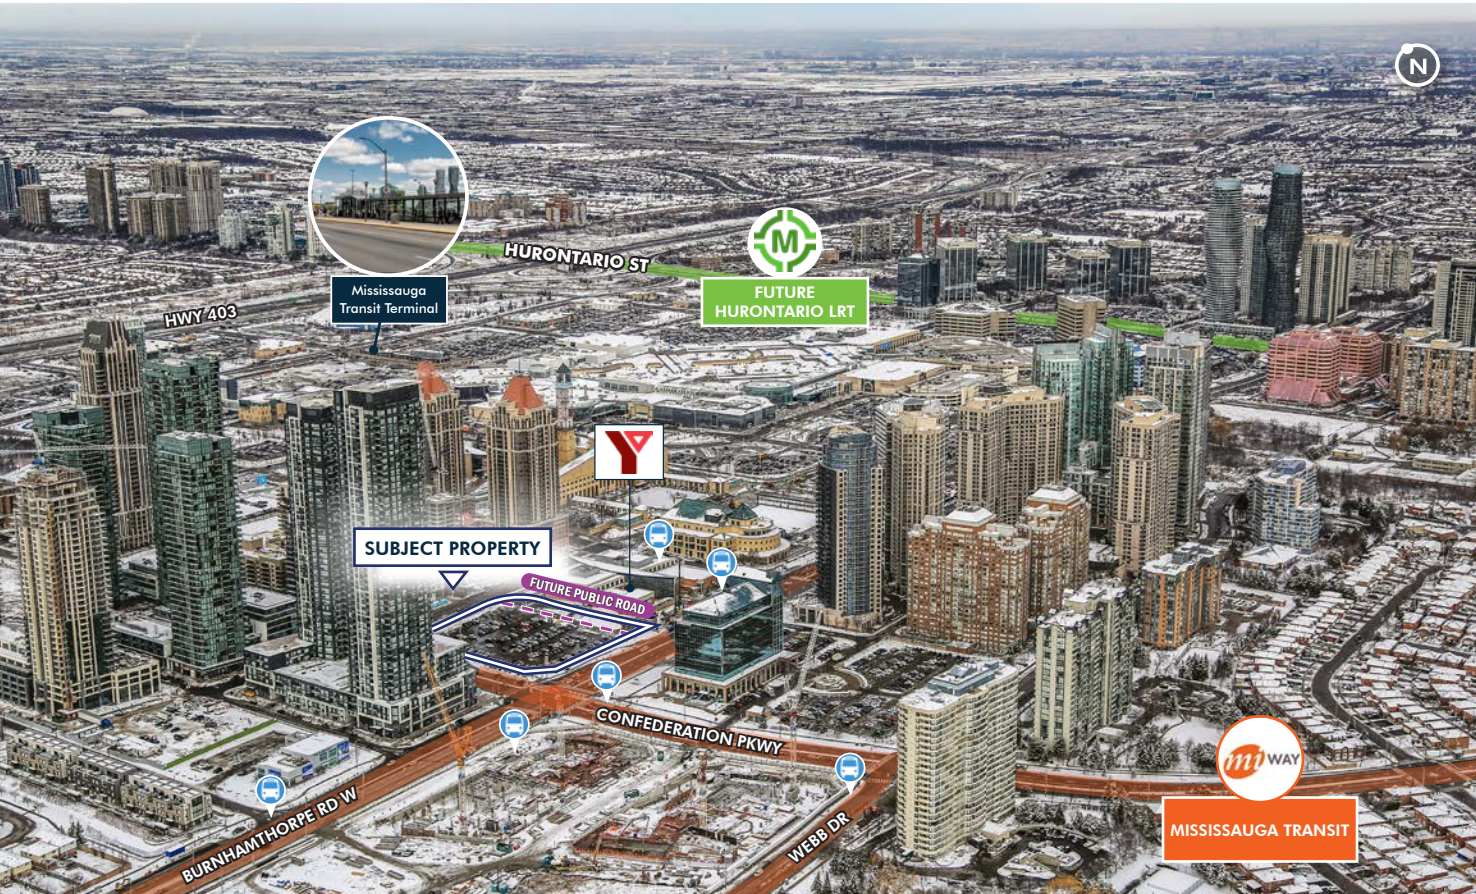 N
HURONTARIO ST
M
Mississauga
Transit Terminal
FUTURE
HURONTARIO LRT
HWY 403
Y
SUBJECT PROPERTY
FUTURE PUBLIC ROAD
CONFEDERATION PKWY
mi WAY
MISSISSAUGA TRANSIT
BURNHAMTHORPE RD W
WEBB DR